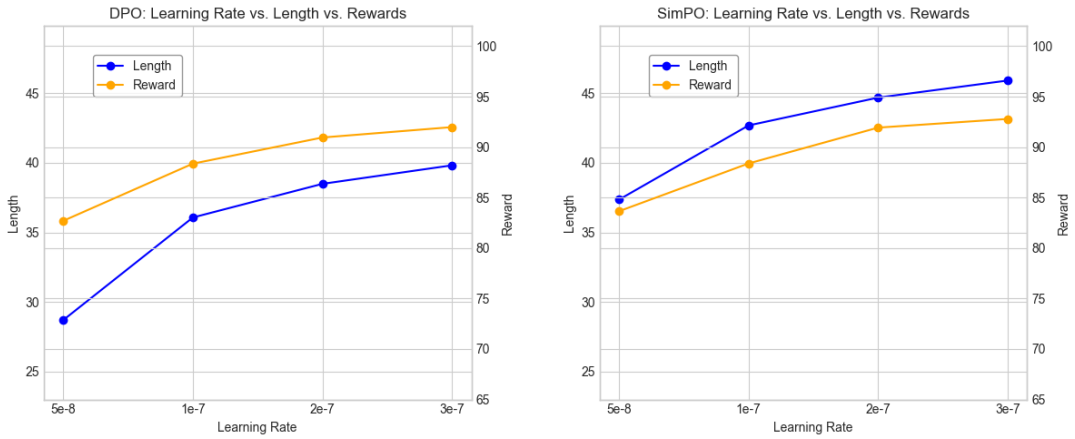 DPO: Learning Rate vs. Length vs. Rewards
Length
Reward
45
40
35
30
25
Length
100
95
90
85
80
75
70
65
Reward
5e-8 1e-7 2e-7 3e-7
Learning Rate
SimPO: Learning Rate vs. Length vs. Rewards
Length
Reward
45
40
35
30
25
Length
100
95
90
85
80
75
70
65
Reward
5e-8 1e-7 2e-7 3e-7
Learning Rate